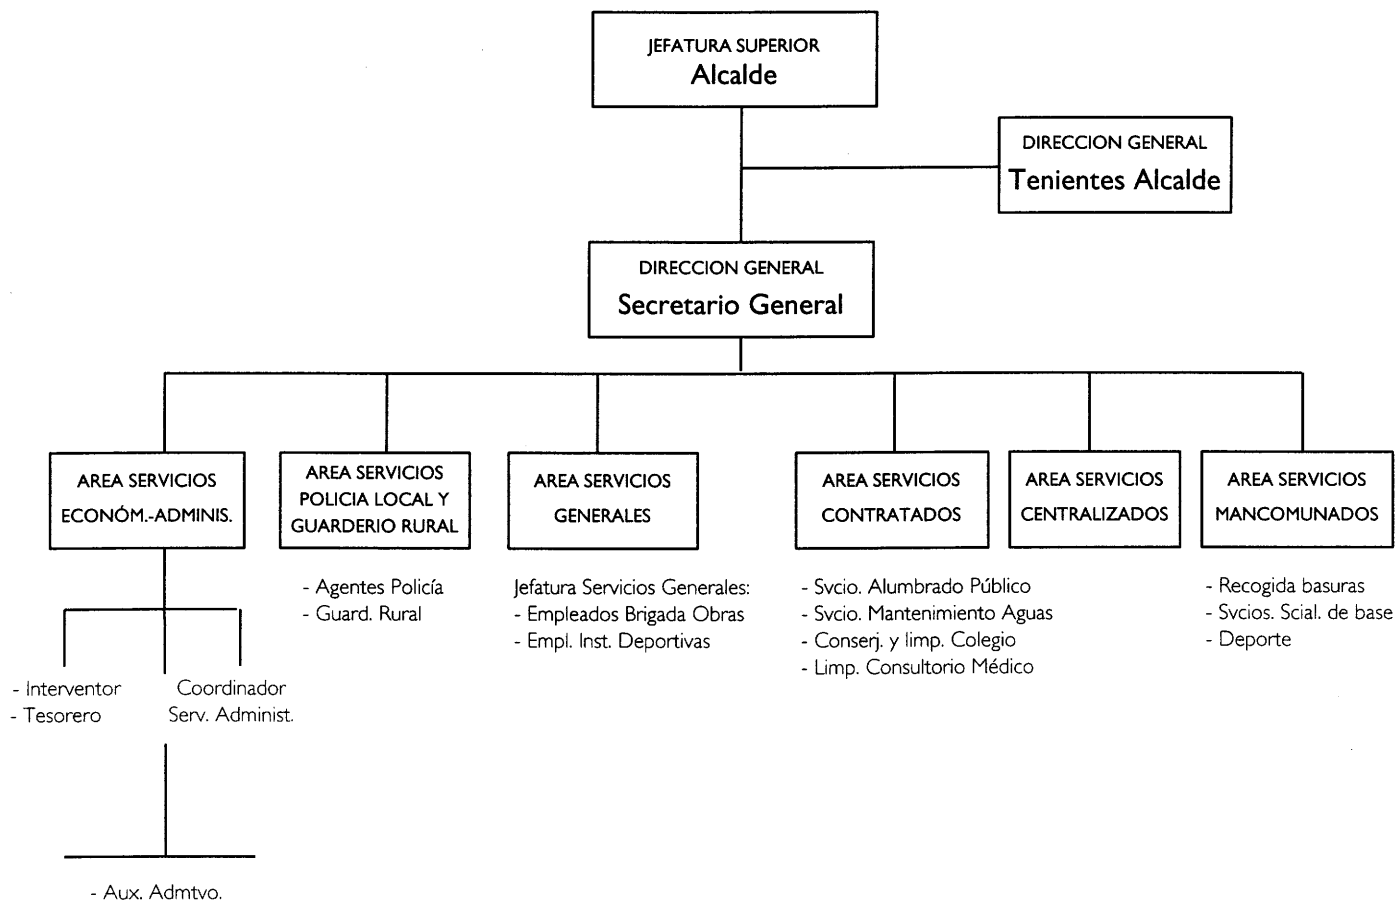 JEFATURA SUPERIOR
Alcalde
DIRECCION GENERAL
Tenientes Alcalde
DIRECCION GENERAL
Secretario General
AREA SERVICIOS
ECONÓM.-ADMINIS.
AREA SERVICIOS
POLICIA LOCAL Y
GUARDERIO RURAL
AREA SERVICIOS
GENERALES
AREA SERVICIOS
CONTRATADOS
AREA SERVICIOS
CENTRALIZADOS
AREA SERVICIOS
MANCOMUNADOS
- Interventor
- Tesorero
Coordinador
Serv. Administ.
- Aux. Admtvo.
- Agentes Policía
- Guard. Rural
Jefatura Servicios Generales:
- Empleados Brigada Obras
- Empl. Inst. Deportivas
- Svcio. Alumbrado Público
- Svcio. Mantenimiento Aguas
- Conserj. y limp. Colegio
- Limp. Consultorio Médico
- Recogida basuras
- Svcios. Scial. de base
- Deporte